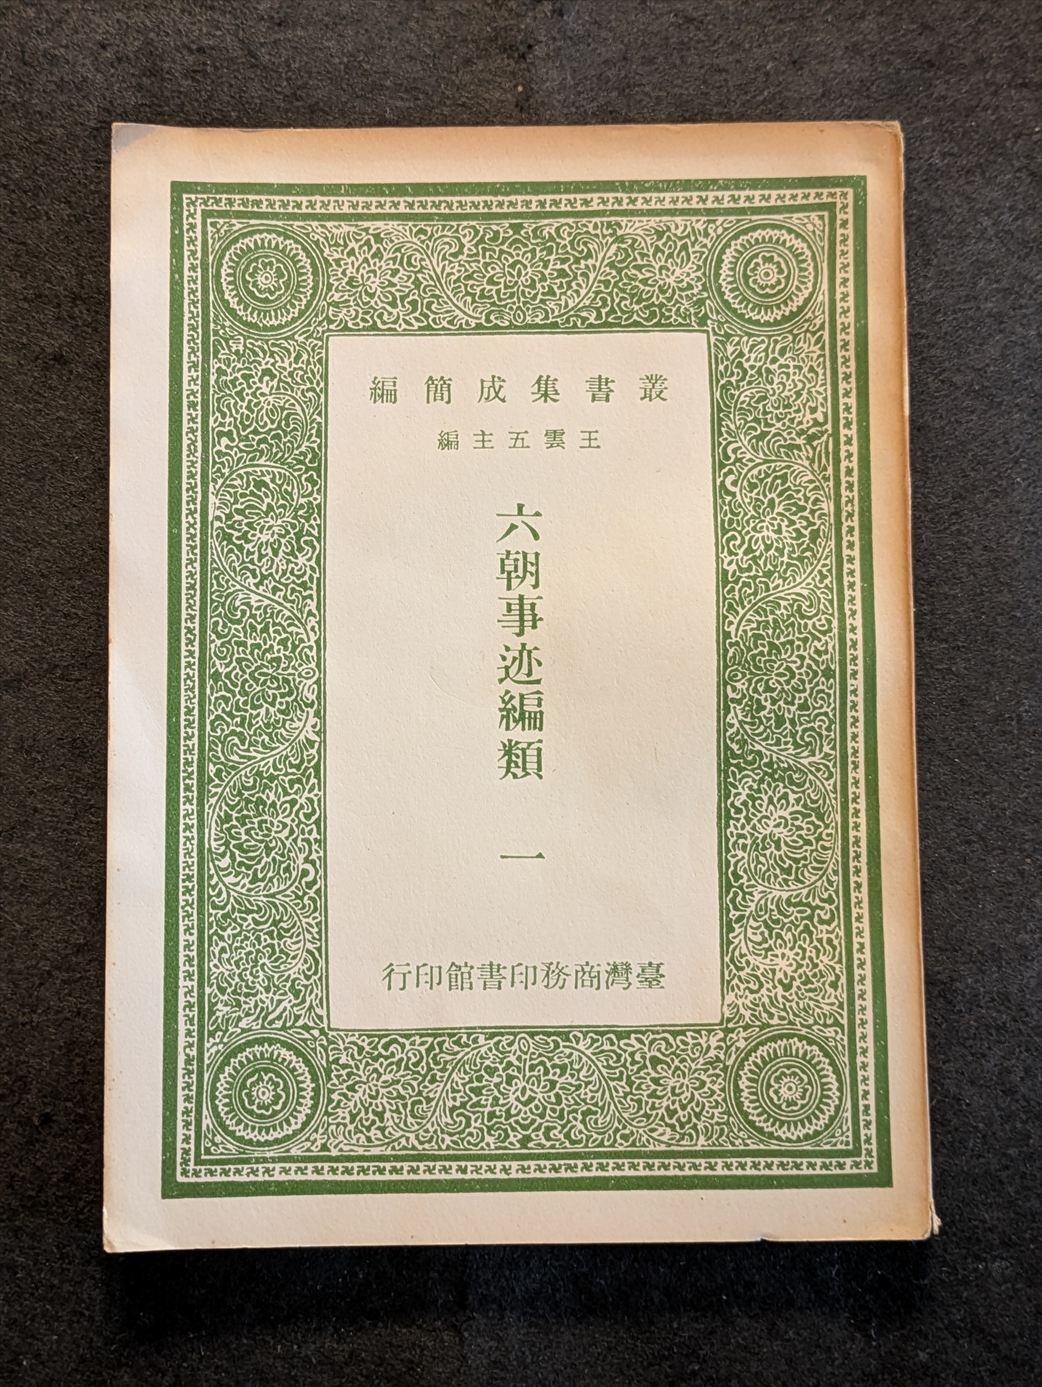 叢書集成簡編
王雲五主編
六朝事迹編類 一
臺灣商務印書館印行